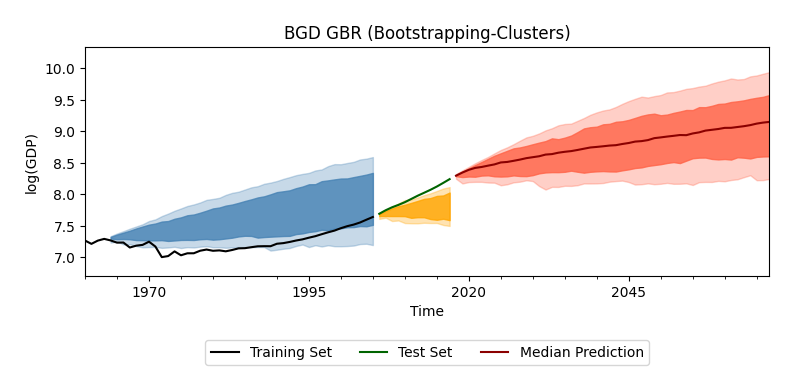 BGD GBR (Bootstrapping-Clusters)
10.0
9.5
9.0
8.5
8.0
7.5
7.0
log(GDP)
1970 1995 2020 2045
Time
Training Set Test Set Median Prediction